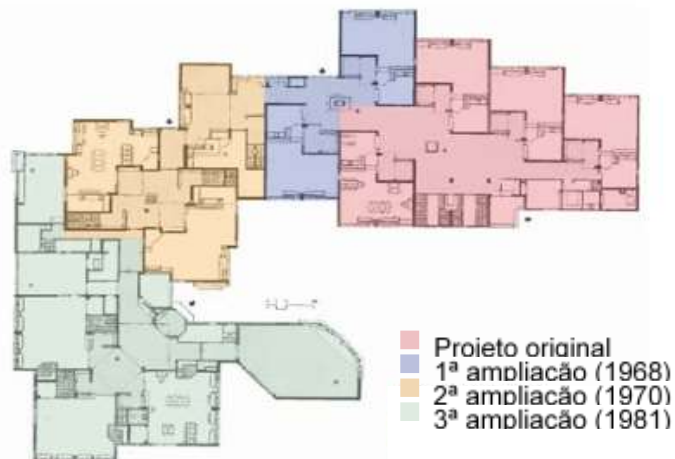 Projeto original
1ª ampliação (1968)
2ª ampliação (1970)
3ª ampliação (1981)